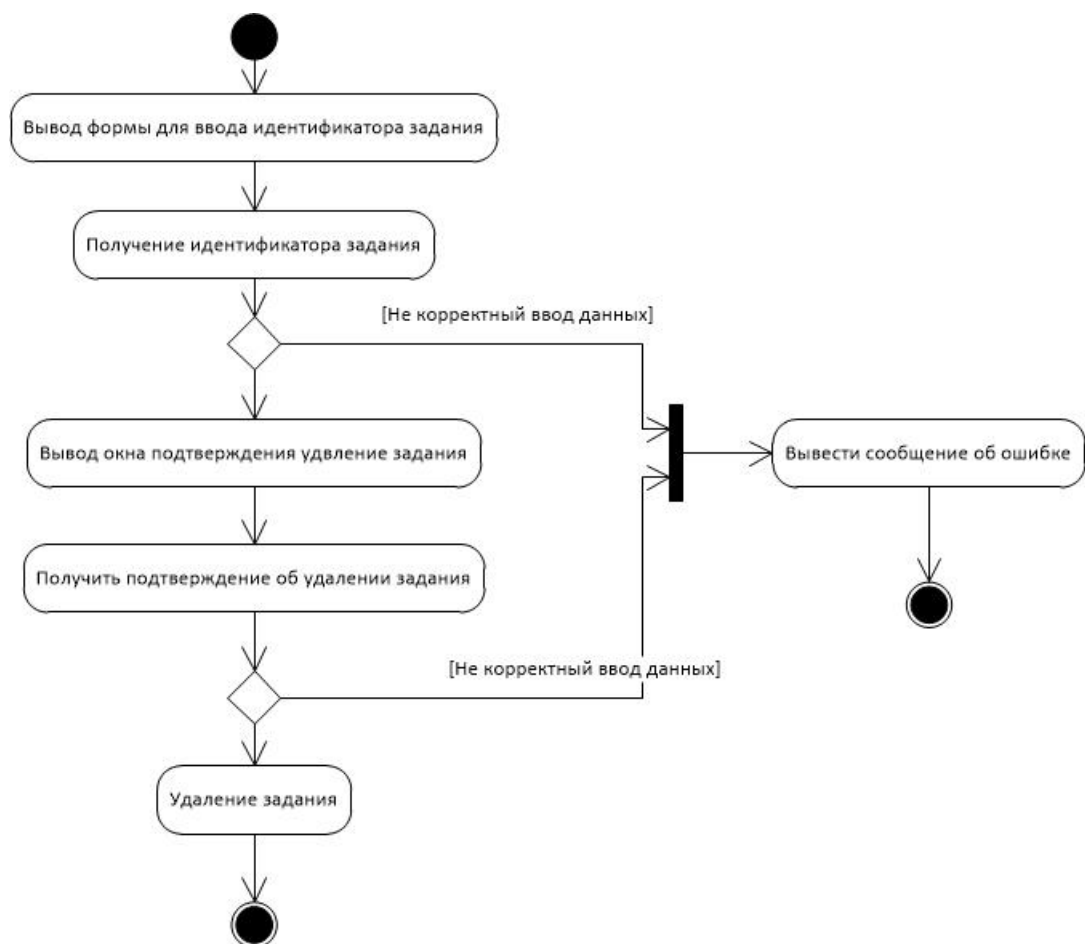 Вывод формы для ввода идентификатора задания
Получение идентификатора задания
[Не корректный ввод данных]
Вывод окна подтверждения удвление задания
Вывести сообщение об ошибке
Получить подтверждение об удалении задания
[Не корректный ввод данных]
Удаление задания